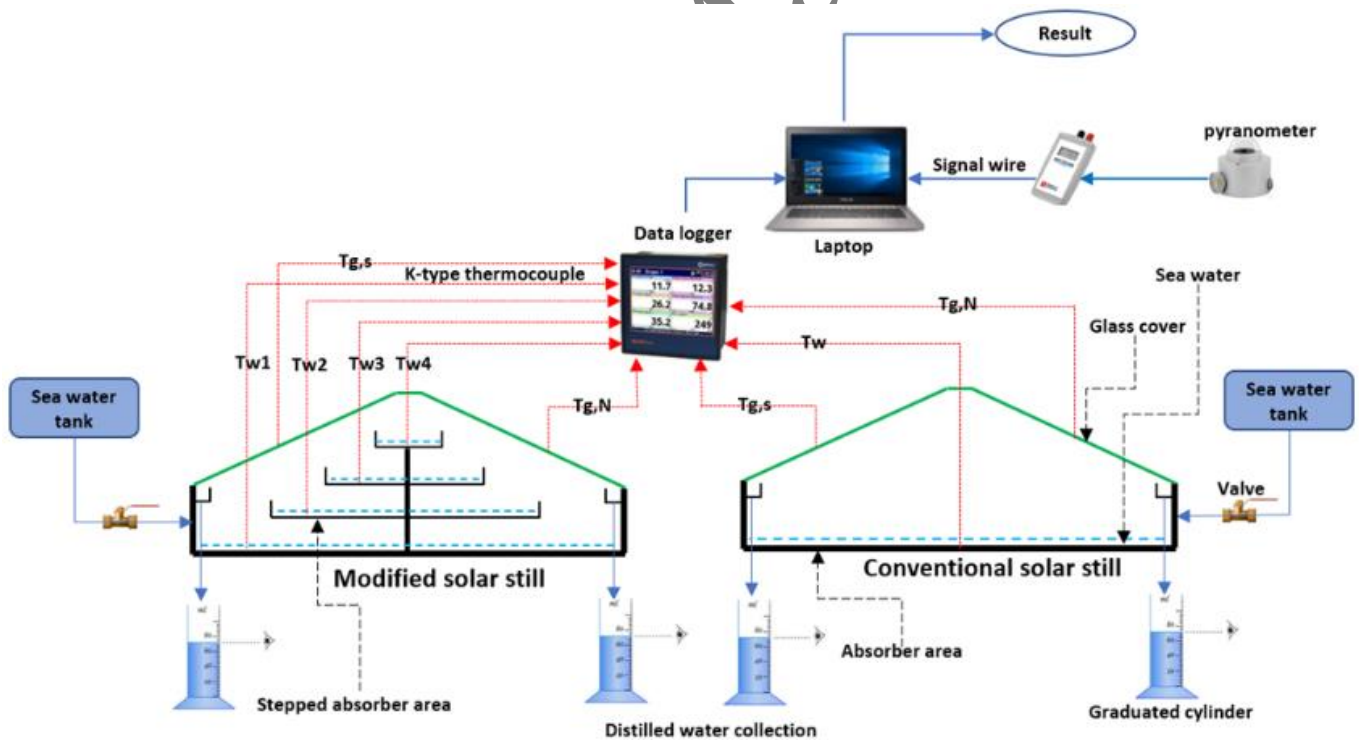 Result
pyranometer
Signal wire
Data logger
Laptop
Tg,s
K-type thermocouple
11.7 12.3
26.2 74.8
35.2 249
Sea water
Tg,N
Glass cover
Tw1
Tw2
Tw3
Tw4
Tw
Sea water
tank
Tg,N
Tg,s
Sea water
tank
Valve
Modified solar still
Conventional solar still
Absorber area
Stepped absorber area
Distilled water collection
Graduated cylinder